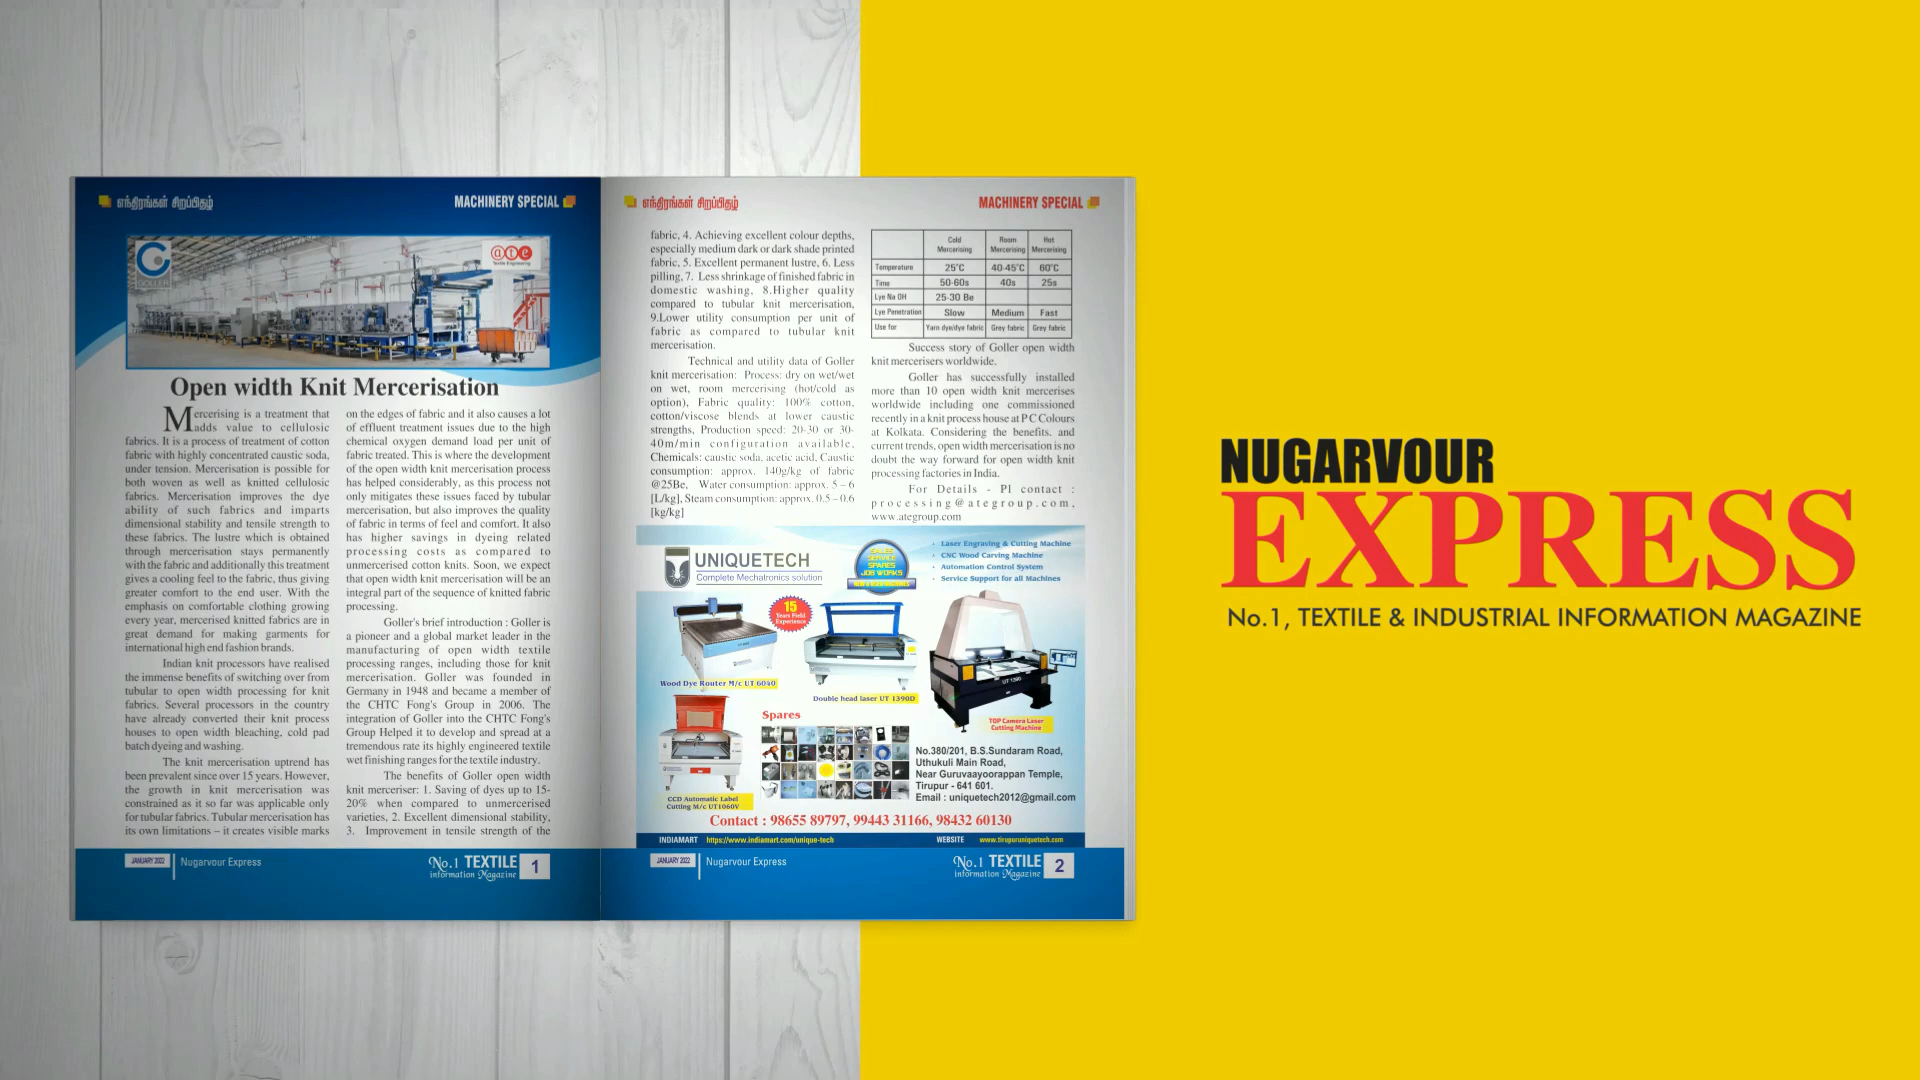 எந்திரங்கள் சிறப்பிதழ்
MACHINERY SPECIAL
GOLLER
ate
Textile Engineering
Open width Knit Mercerisation
Mercerising is a treatment that
adds value to cellulosic
fabrics. It is a process of treatment of cotton
fabric with highly concentrated caustic soda,
under tension. Mercerisation is possible for
both woven as well as knitted cellulosic
fabrics. Mercerisation improves the dye
ability of such fabrics and imparts
dimensional stability and tensile strength to
these fabrics. The lustre which is obtained
through mercerisation stays permanently
with the fabric and additionally this treatment
gives a cooling feel to the fabric, thus giving
greater comfort to the end user. With the
emphasis on comfortable clothing growing
every year, mercerised knitted fabrics are in
great demand for making garments for
international high end fashion brands.
Indian knit processors have realised
the immense benefits of switching over from
tubular to open width processing for knit
fabrics. Several processors in the country
have already converted their knit process
houses to open width bleaching, cold pad
batch dyeing and washing.
The knit mercerisation uptrend has
been prevalent since over 15 years. However,
the growth in knit mercerisation was
constrained as it so far was applicable only
for tubular fabrics. Tubular mercerisation has
its own limitations – it creates visible marks
on the edges of fabric and it also causes a lot
of effluent treatment issues due to the high
chemical oxygen demand load per unit of
fabric treated. This is where the development
of the open width knit mercerisation process
has helped considerably, as this process not
only mitigates these issues faced by tubular
mercerisation, but also improves the quality
of fabric in terms of feel and comfort. It also
has higher savings in dyeing related
processing costs as compared to
unmercerised cotton knits. Soon, we expect
that open width knit mercerisation will be an
integral part of the sequence of knitted fabric
processing.
Goller's brief introduction : Goller is
a pioneer and a global market leader in the
manufacturing of open width textile
processing ranges, including those for knit
mercerisation. Goller was founded in
Germany in 1948 and became a member of
the CHTC Fong's Group in 2006. The
integration of Goller into the CHTC Fong's
Group Helped it to develop and spread at a
tremendous rate its highly engineered textile
wet finishing ranges for the textile industry.
The benefits of Goller open width
knit merceriser: 1. Saving of dyes up to 15-
20% when compared to unmercerised
varieties, 2. Excellent dimensional stability,
3. Improvement in tensile strength of the
JANUARY 2022
Nugarvour Express
No.1 TEXTILE
information Magazine
1
எந்திரங்கள் சிறப்பிதழ்
MACHINERY SPECIAL
fabric, 4. Achieving excellent colour depths,
especially medium dark or dark shade printed
fabric, 5. Excellent permanent lustre, 6. Less
pilling, 7. Less shrinkage of finished fabric in
domestic washing, 8.Higher quality
compared to tubular knit mercerisation,
9.Lower utility consumption per unit of
fabric as compared to tubular knit
mercerisation.
Technical and utility data of Goller
knit mercerisation: Process: dry on wet/wet
on wet, room mercerising (hot/cold as
option), Fabric quality: 100% cotton,
cotton/viscose blends at lower caustic
strengths, Production speed: 20-30 or 30-
40m/min configuration available,
Chemicals: caustic soda, acetic acid, Caustic
consumption: approx. 140g/kg of fabric
@25Be, Water consumption: approx. 5 – 6
[L/kg], Steam consumption: approx. 0.5 – 0.6
[kg/kg]
Cold Mercerising Room Mercerising Hot Mercerising
Temperature 25°C 40-45°C 60°C
Time 50-60s 40s 25s
Lye Na OH 25-30 Be
Lye Penetration Slow Medium Fast
Use for Yarn dye/dye fabric Grey fabric Grey fabric
Success story of Goller open width
knit mercerisers worldwide.
Goller has successfully installed
more than 10 open width knit mercerises
worldwide including one commissioned
recently in a knit process house at P C Colours
at Kolkata. Considering the benefits. and
current trends, open width mercerisation is no
doubt the way forward for open width knit
processing factories in India.
For Details - Pl contact :
processing@ategroup.com,
www.ategroup.com
UNIQUETECH
Complete Mechatronics solution
SALES
SERVICE
SPARES
JOB WORKS
· Laser Engraving & Cutting Machine
· CNC Wood Carving Machine
· Automation Control System
· Service Support for all Machines
15
Years Field
Experience
Wood Dye Router M/c UT 6040
Double head laser UT 1390D
UT 1390
TOP Camera Laser
Cutting Machine
Spares
CCD Automatic Label
Cutting M/c UT1060V
No.380/201, B.S.Sundaram Road,
Uthukuli Main Road,
Near Guruvaayoorappan Temple,
Tirupur - 641 601.
Email : uniquetech2012@gmail.com
Contact : 98655 89797, 99443 31166, 98432 60130
INDIAMART https://www.indiamart.com/unique-tech
WEBSITE www.tirupuruniquetech.com
JANUARY 2022
Nugarvour Express
No.1 TEXTILE
information Magazine
2
NUGARVOUR
EXPRESS
No.1, TEXTILE & INDUSTRIAL INFORMATION MAGAZINE